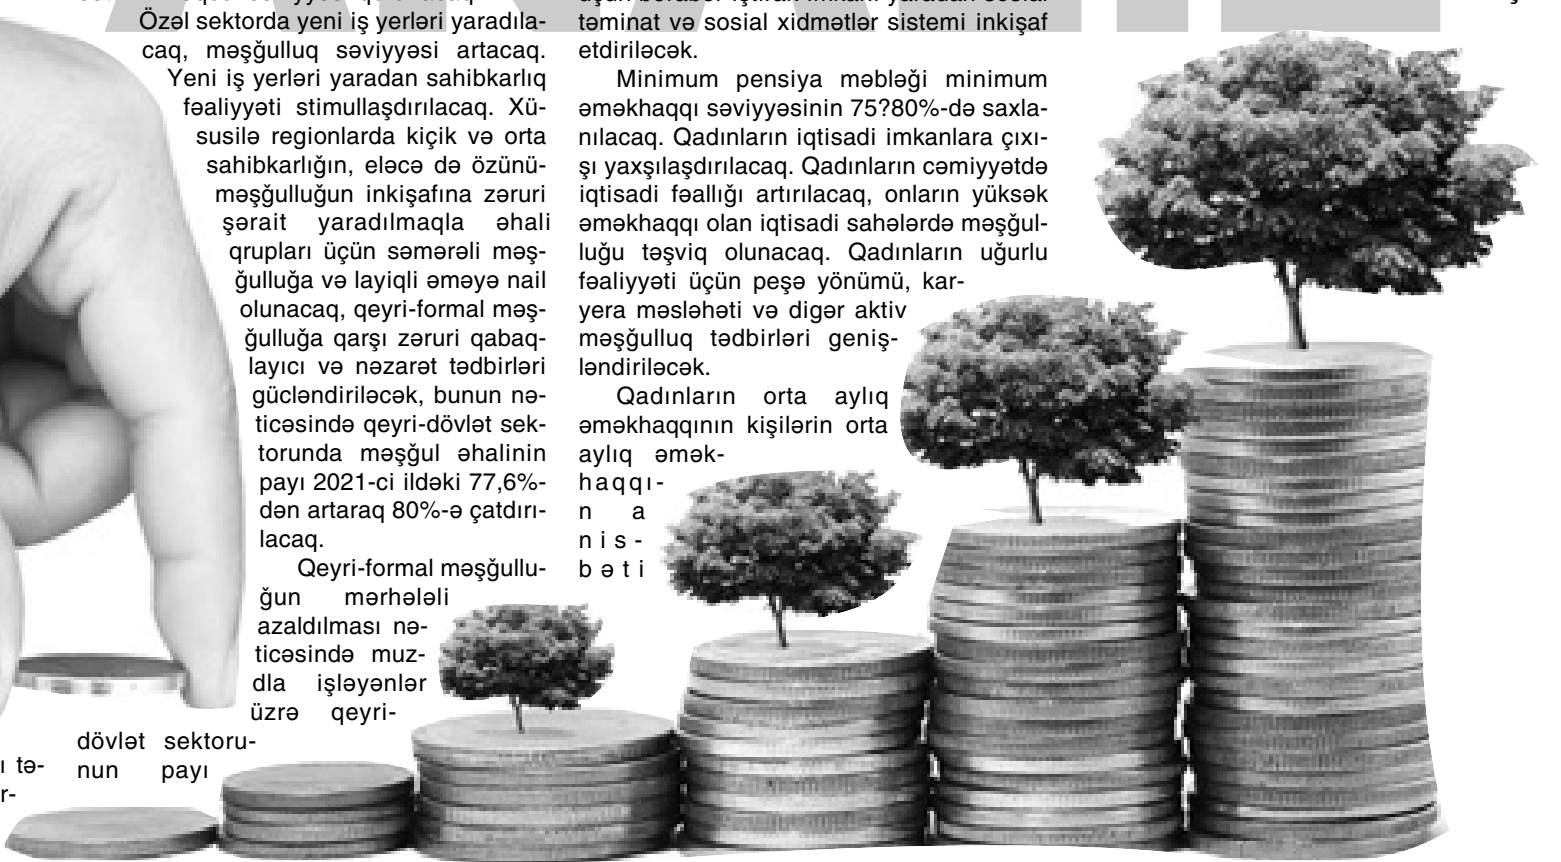 Özəl sektorda yeni iş yerləri yaradıla-
caq, məşğulluq səviyyəsi artacaq.
Yeni iş yerləri yaradan sahibkarlıq
fəaliyyəti stimullaşdırılacaq. Xü-
susilə regionlarda kiçik və orta
sahibkarlığın, eləcə də özünü-
məşğulluğun inkişafına zəruri
şərait yaradılmaqla əhali
qrupları üçün səmərəli məş-
ğulluğa və layiqli əməyə nail
olunacaq, qeyri-formal məş-
ğulluğa qarşı zəruri qabaq-
layıcı və nəzarət tədbirləri
gücləndiriləcək, bunun nə-
ticəsində qeyri-dövlət sek-
torunda məşğul əhalinin
payı 2021-ci ildəki 77,6%-
dən artaraq 80%-ə çatdırı-
lacaq.
Qeyri-formal məşğullu-
ğun mərhələli
azaldılması nə-
ticəsində muz-
dla işləyənlər
üzrə qeyri-
dövlət sektoru-
nun payı
ı tə-
r-
təminat və sosial xidmətlər sistemi inkişaf
etdiriləcək.
Minimum pensiya məbləği minimum
əməkhaqqı səviyyəsinin 75?80%-də saxla-
nılacaq. Qadınların iqtisadi imkanlara çıxı-
şı yaxşılaşdırılacaq. Qadınların cəmiyyətdə
iqtisadi fəallığı artırılacaq, onların yüksək
əməkhaqqı olan iqtisadi sahələrdə məşğul-
luğu təşviq olunacaq. Qadınların uğurlu
fəaliyyəti üçün peşə yönümü, kar-
yera məsləhəti və digər aktiv
məşğulluq tədbirləri geniş-
ləndiriləcək.
Qadınların orta aylıq
əməkhaqqının kişilərin orta
aylıq əmək-
haqqı-
n a
nis-
bəti